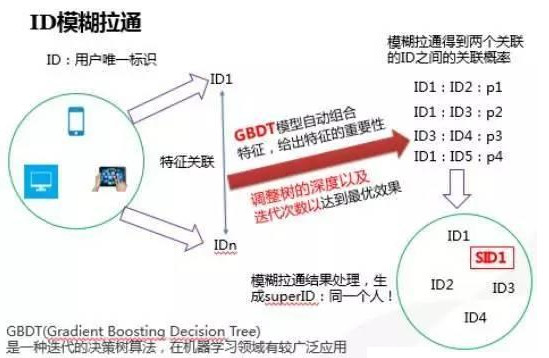 ID模糊拉通
ID：用户唯一标识
ID1
特征关联
IDn
GBDT模型自动组合
特征，给出特征的重要性
调整树的深度以及
迭代次数以达到最优效果
模糊拉通得到两个关联
的ID之间的关联概率
ID1：ID2：p1
ID1：ID3：p2
ID3：ID4：p3
ID1：ID5：p4
模糊拉通结果处理，生
成superID：同一个人！
ID1
SID1
ID2
ID3
ID4
GBDT(Gradient Boosting Decision Tree)
是一种迭代的决策树算法，在机器学习领域有较广泛应用